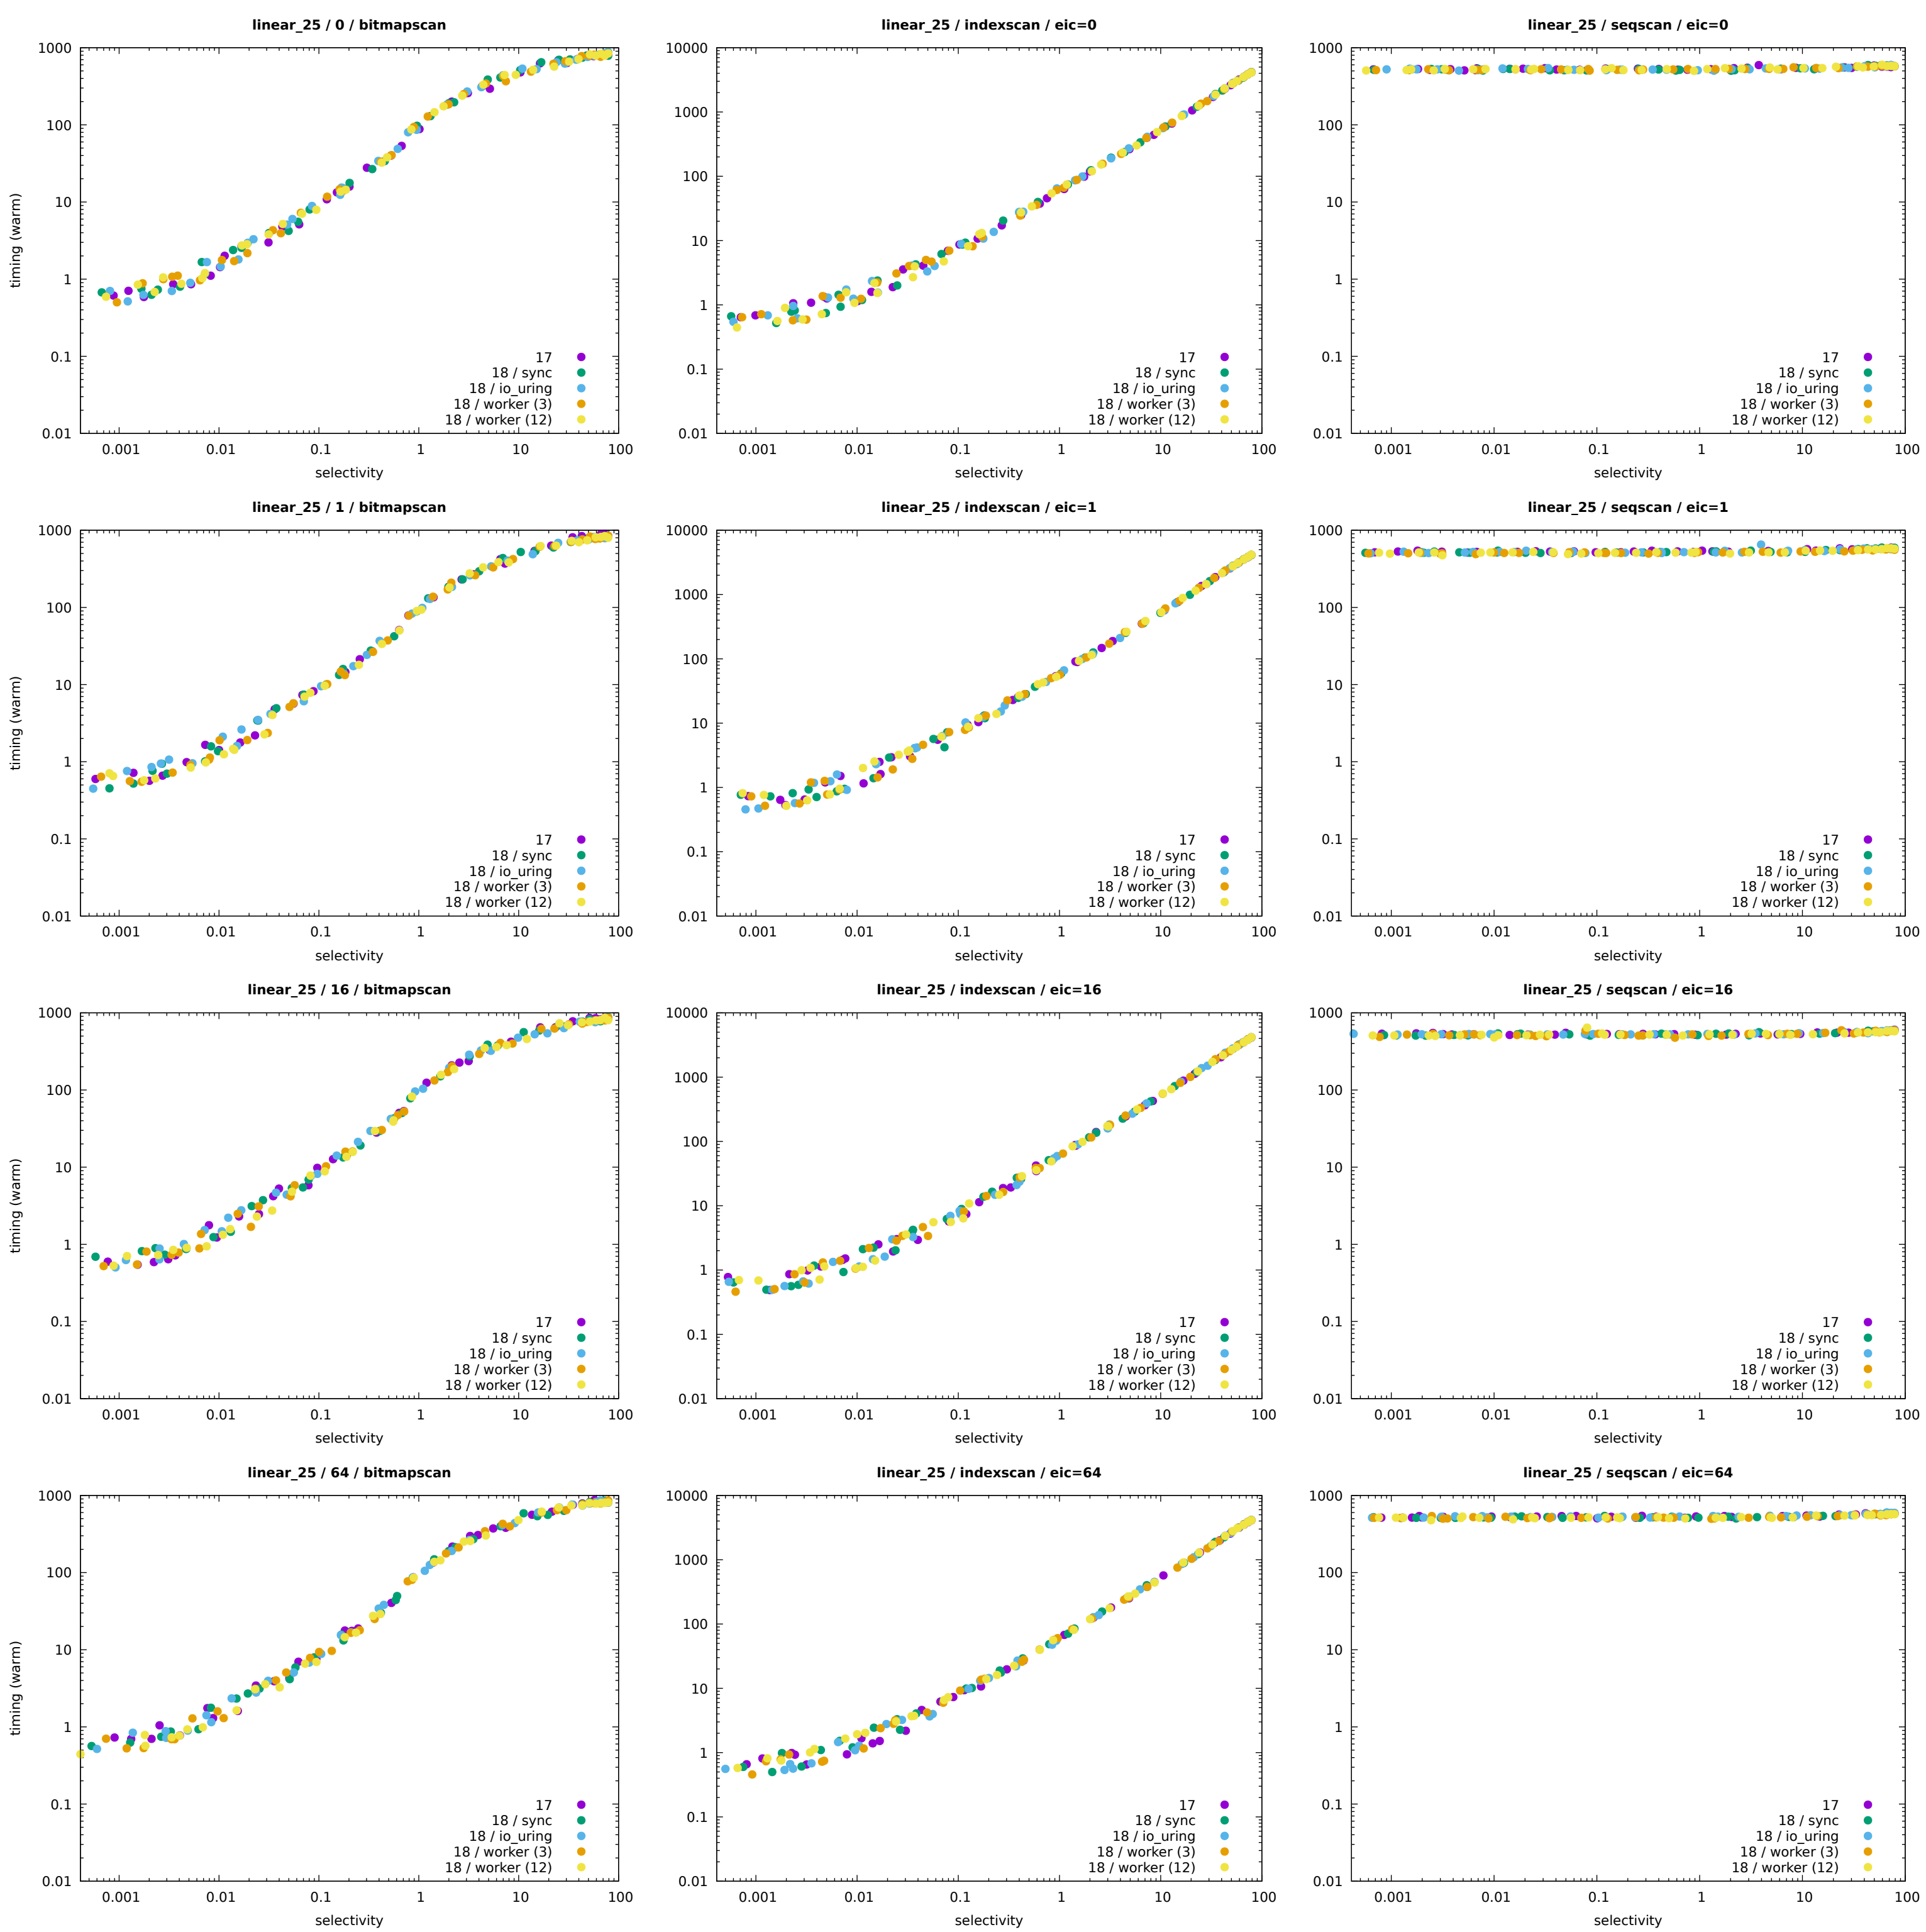 linear_25 / 0 / bitmapscan
1000
100
10
1
0.1
0.01
timing (warm)
17
18 / sync
18 / io_uring
18 / worker (3)
18 / worker (12)
0.001 0.01 0.1 1 10 100
selectivity
linear_25 / indexscan / eic=0
10000
1000
100
10
1
0.1
0.01
17
18 / sync
18 / io_uring
18 / worker (3)
18 / worker (12)
0.001 0.01 0.1 1 10 100
selectivity
linear_25 / seqscan / eic=0
1000
100
10
1
0.1
0.01
17
18 / sync
18 / io_uring
18 / worker (3)
18 / worker (12)
0.001 0.01 0.1 1 10 100
selectivity
linear_25 / 1 / bitmapscan
1000
100
10
1
0.1
0.01
timing (warm)
17
18 / sync
18 / io_uring
18 / worker (3)
18 / worker (12)
0.001 0.01 0.1 1 10 100
selectivity
linear_25 / indexscan / eic=1
10000
1000
100
10
1
0.1
0.01
17
18 / sync
18 / io_uring
18 / worker (3)
18 / worker (12)
0.001 0.01 0.1 1 10 100
selectivity
linear_25 / seqscan / eic=1
1000
100
10
1
0.1
0.01
17
18 / sync
18 / io_uring
18 / worker (3)
18 / worker (12)
0.001 0.01 0.1 1 10 100
selectivity
linear_25 / 16 / bitmapscan
1000
100
10
1
0.1
0.01
timing (warm)
17
18 / sync
18 / io_uring
18 / worker (3)
18 / worker (12)
0.001 0.01 0.1 1 10 100
selectivity
linear_25 / indexscan / eic=16
10000
1000
100
10
1
0.1
0.01
17
18 / sync
18 / io_uring
18 / worker (3)
18 / worker (12)
0.001 0.01 0.1 1 10 100
selectivity
linear_25 / seqscan / eic=16
1000
100
10
1
0.1
0.01
17
18 / sync
18 / io_uring
18 / worker (3)
18 / worker (12)
0.001 0.01 0.1 1 10 100
selectivity
linear_25 / 64 / bitmapscan
1000
100
10
1
0.1
0.01
timing (warm)
17
18 / sync
18 / io_uring
18 / worker (3)
18 / worker (12)
0.001 0.01 0.1 1 10 100
selectivity
linear_25 / indexscan / eic=64
10000
1000
100
10
1
0.1
0.01
17
18 / sync
18 / io_uring
18 / worker (3)
18 / worker (12)
0.001 0.01 0.1 1 10 100
selectivity
linear_25 / seqscan / eic=64
1000
100
10
1
0.1
0.01
17
18 / sync
18 / io_uring
18 / worker (3)
18 / worker (12)
0.001 0.01 0.1 1 10 100
selectivity